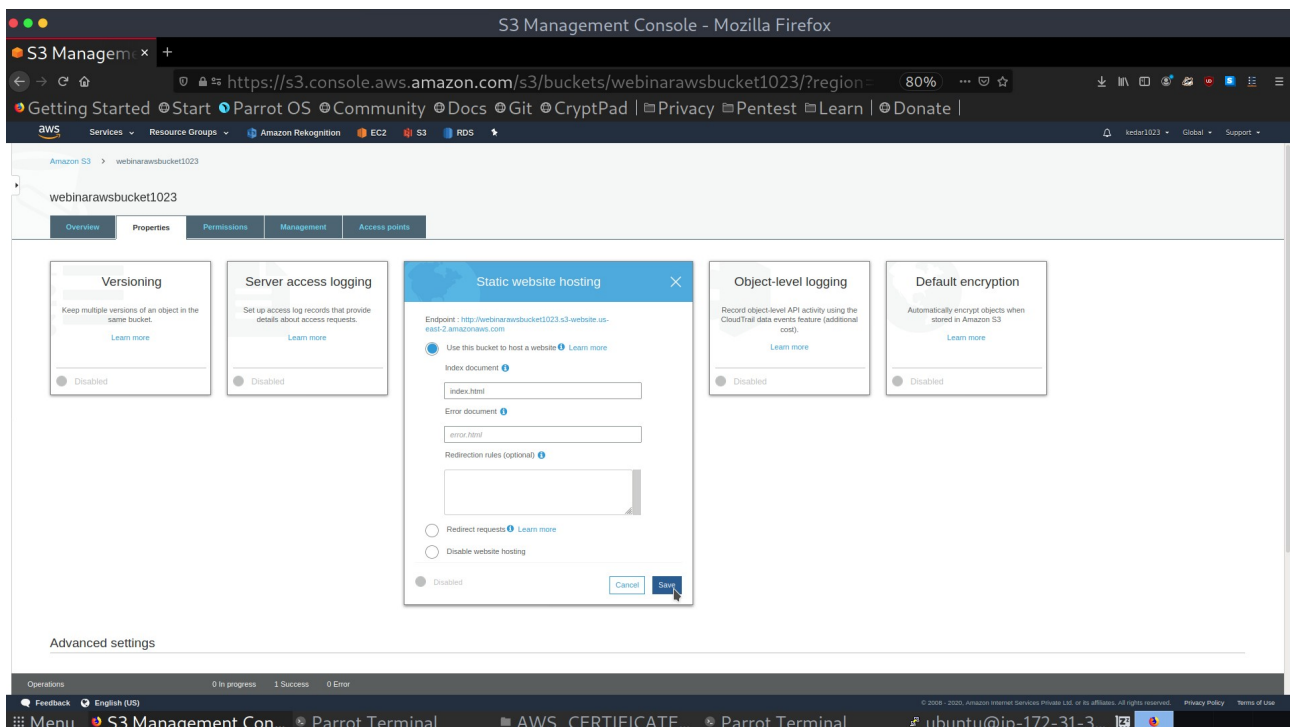 S3 Management Console - Mozilla Firefox
S3 Managem
https://s3.console.aws.amazon.com/s3/buckets/webinarawsbucket1023/?region= 80%
Getting Started Start Parrot OS Community Docs Git CryptPad Privacy Pentest Learn Donate
aws Services Resource Groups Amazon Rekognition EC2 S3 RDS kedar1023 Global Support
Amazon S3 > webinarawsbucket1023
webinarawsbucket1023
Overview Properties Permissions Management Access points
Versioning
Keep multiple versions of an object in the
same bucket.
Learn more
Disabled
Server access logging
Set up access log records that provide
details about access requests.
Learn more
Disabled
Static website hosting
Endpoint : http://webinarawsbucket1023.s3-website.us-
east-2.amazonaws.com
Use this bucket to host a website Learn more
Index document
index.html
Error document
error.html
Redirection rules (optional)
Redirect requests Learn more
Disable website hosting
Disabled
Cancel Save
Object-level logging
Record object-level API activity using the
CloudTrail data events feature (additional
cost).
Learn more
Disabled
Default encryption
Automatically encrypt objects when
stored in Amazon S3
Learn more
Disabled
Advanced settings
Operations 0 In progress 1 Success 0 Error
Feedback English (US) © 2008 - 2020, Amazon Internet Services Private Ltd. or its affiliates. All rights reserved. Privacy Policy Terms of Use
Menu S3 Management Con... Parrot Terminal AWS_CERTIFICATE... Parrot Terminal ubuntu@ip-172-31-3...